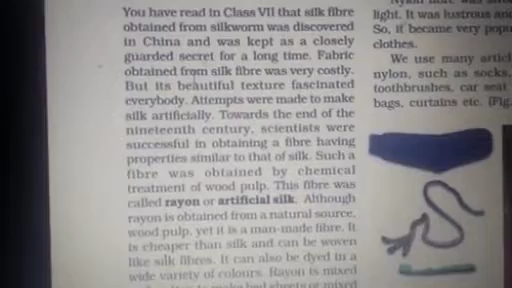 You have read in Class VII that silk fibre
obtained from silkworm was discovered
in China and was kept as a closely
guarded secret for a long time. Fabric
obtained from silk fibre was very costly.
But its beautiful texture fascinated
everybody. Attempts were made to make
silk artificially. Towards the end of the
nineteenth century, scientists were
successful in obtaining a fibre having
properties similar to that of silk. Such a
fibre was obtained by chemical
treatment of wood pulp. This fibre was
called rayon or artificial silk. Although
rayon is obtained from a natural source,
wood pulp, yet it is a man-made fibre. It
is cheaper than silk and can be woven
like silk fibres. It can also be dyed in a
wide variety of colours. Rayon is mixed
light. It was lustrous and
So, it became very popu
clothes.
We use many articl
nylon, such as socks,
toothbrushes, car seat
bags, curtains etc. (Fig.